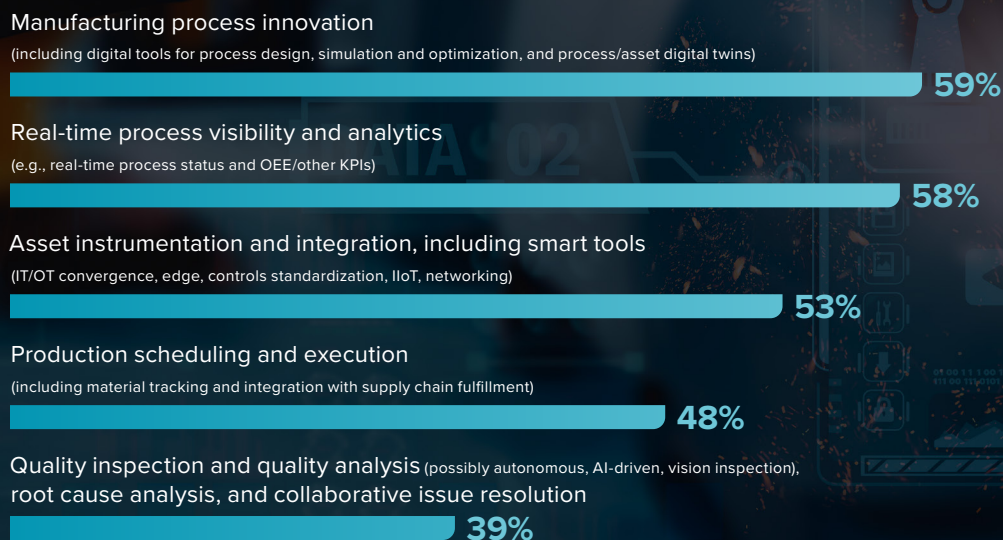 Manufacturing process innovation
(including digital tools for process design, simulation and optimization, and process/asset digital twins)
59%
Real-time process visibility and analytics
(e.g., real-time process status and OEE/other KPIs)
58%
Asset instrumentation and integration, including smart tools
(IT/OT convergence, edge, controls standardization, IIoT, networking)
53%
Production scheduling and execution
(including material tracking and integration with supply chain fulfillment)
48%
Quality inspection and quality analysis (possibly autonomous, AI-driven, vision inspection),
root cause analysis, and collaborative issue resolution
39%